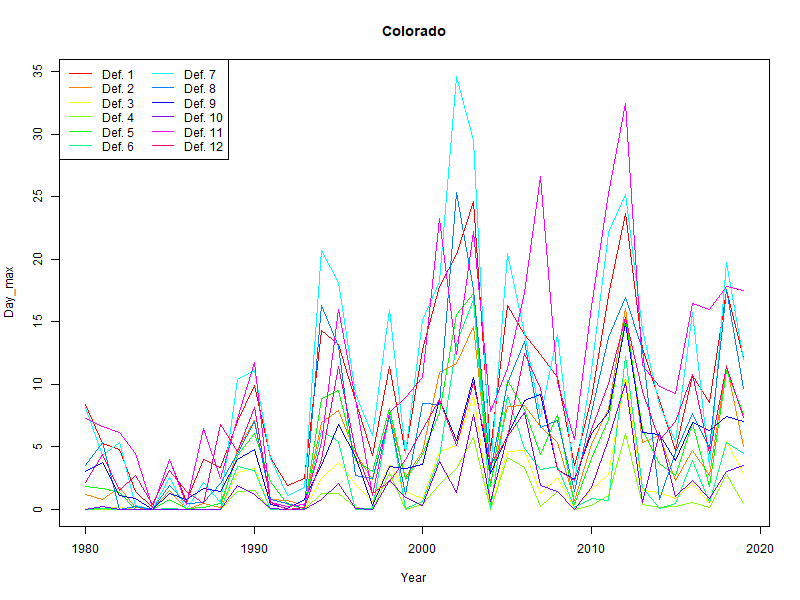 Colorado
35
30
25
20
15
10
5
0
Day_max
Def. 1 Def. 7
Def. 2 Def. 8
Def. 3 Def. 9
Def. 4 Def. 10
Def. 5 Def. 11
Def. 6 Def. 12
1980 1990 2000 2010 2020
Year